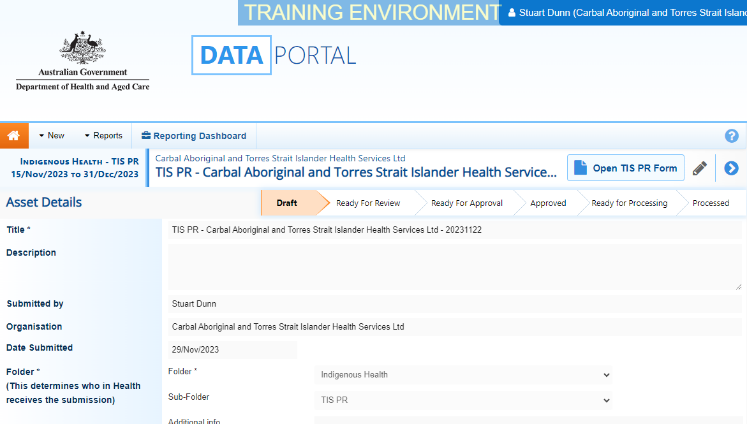 TRAINING ENVIRONMENT
Stuart Dunn (Carbal Aboriginal and Torres Strait Islan
Australian Government
Department of Health and Aged Care
DATA PORTAL
New
Reports
Reporting Dashboard
?
Indigenous Health - TIS PR
15/Nov/2023 to 31/Dec/2023
Carbal Aboriginal and Torres Strait Islander Health Services Ltd
TIS PR - Carbal Aboriginal and Torres Strait Islander Health Service...
Open TIS PR Form
Asset Details
Draft
Ready For Review
Ready For Approval
Approved
Ready for Processing
Processed
Title *
TIS PR - Carbal Aboriginal and Torres Strait Islander Health Services Ltd - 20231122
Description
Submitted by
Stuart Dunn
Organisation
Carbal Aboriginal and Torres Strait Islander Health Services Ltd
Date Submitted
29/Nov/2023
Folder *
(This determines who in Health
receives the submission)
Folder *
Indigenous Health
Sub-Folder
TIS PR
Additional info